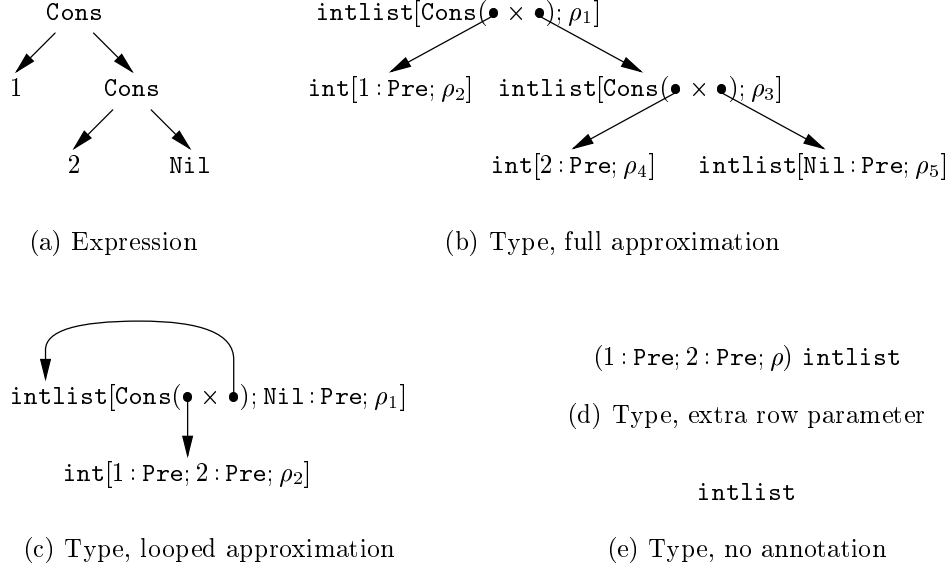 Cons
1 Cons
2 Nil
(a) Expression
intlist[Cons(• × •); ρ₁]
int[1 : Pre; ρ₂] intlist[Cons(• × •); ρ₃]
int[2 : Pre; ρ₄] intlist[Nil : Pre; ρ₅]
(b) Type, full approximation
intlist[Cons(• × •); Nil : Pre; ρ₁]
int[1 : Pre; 2 : Pre; ρ₂]
(c) Type, looped approximation
(1 : Pre; 2 : Pre; ρ) intlist
(d) Type, extra row parameter
intlist
(e) Type, no annotation